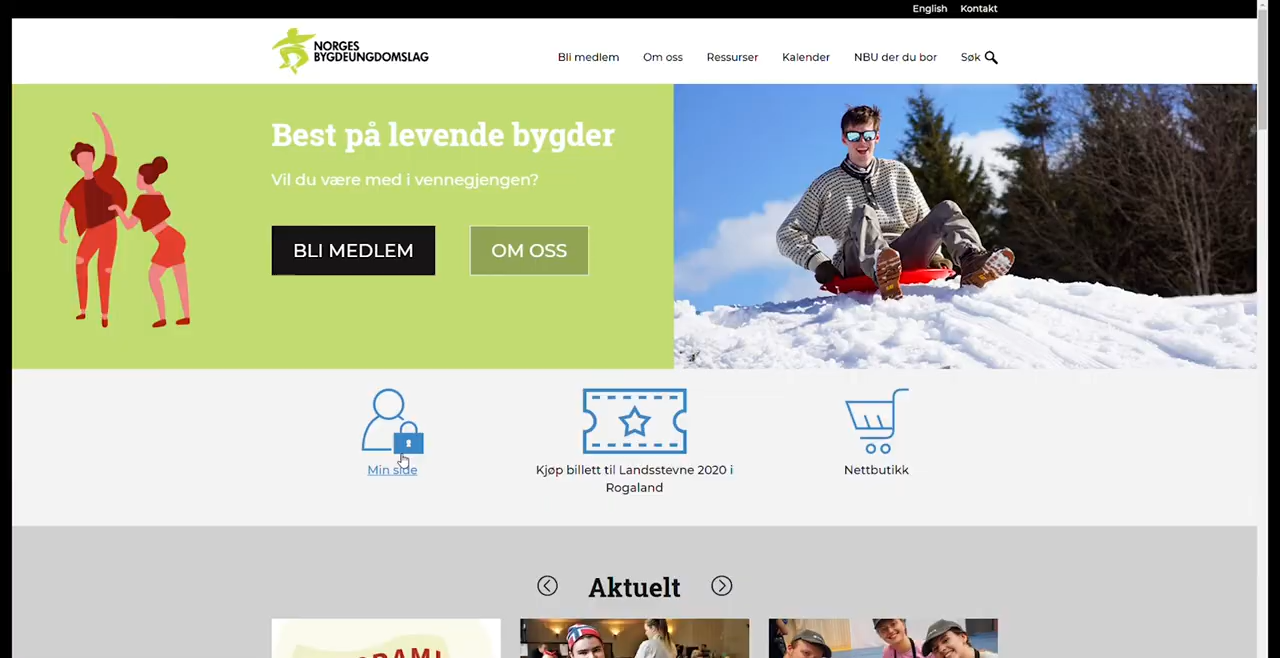 English Kontakt
NORGES
BYGDEUNGDOMSLAG
Bli medlem Om oss Ressurser Kalender NBU der du bor Søk
Best på levende bygder
Vil du være med i vennegjengen?
BLI MEDLEM OM OSS
Min side
Kjøp billett til Landsstevne 2020 i
Rogaland
Nettbutikk
Aktuelt